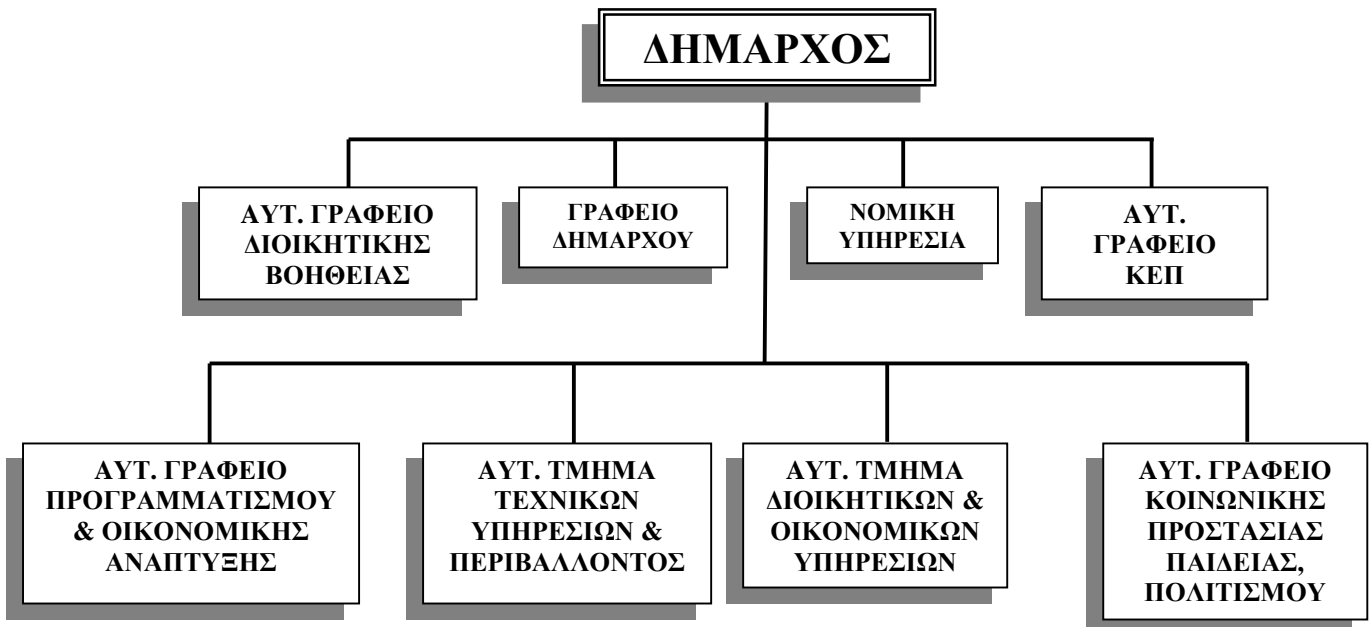 ΔΗΜΑΡΧΟΣ
ΑΥΤ. ΓΡΑΦΕΙΟ
ΔΙΟΙΚΗΤΙΚΗΣ
ΒΟΗΘΕΙΑΣ
ΓΡΑΦΕΙΟ
ΔΗΜΑΡΧΟΥ
ΝΟΜΙΚΗ
ΥΠΗΡΕΣΙΑ
ΑΥΤ.
ΓΡΑΦΕΙΟ
ΚΕΠ
ΑΥΤ. ΓΡΑΦΕΙΟ
ΠΡΟΓΡΑΜΜΑΤΙΣΜΟΥ
& ΟΙΚΟΝΟΜΙΚΗΣ
ΑΝΑΠΤΥΞΗΣ
ΑΥΤ. ΤΜΗΜΑ
ΤΕΧΝΙΚΩΝ
ΥΠΗΡΕΣΙΩΝ &
ΠΕΡΙΒΑΛΛΟΝΤΟΣ
ΑΥΤ. ΤΜΗΜΑ
ΔΙΟΙΚΗΤΙΚΩΝ &
ΟΙΚΟΝΟΜΙΚΩΝ
ΥΠΗΡΕΣΙΩΝ
ΑΥΤ. ΓΡΑΦΕΙΟ
ΚΟΙΝΩΝΙΚΗΣ
ΠΡΟΣΤΑΣΙΑΣ
ΠΑΙΔΕΙΑΣ,
ΠΟΛΙΤΙΣΜΟΥ